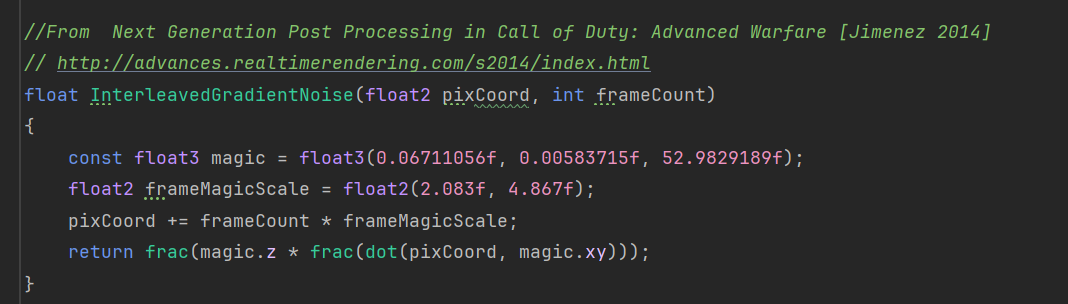 //From  Next Generation Post Processing in Call of Duty: Advanced Warfare [Jimenez 2014]
// http://advances.realtimerendering.com/s2014/index.html
float InterleavedGradientNoise(float2 pixCoord, int frameCount)
{
    const float3 magic = float3(0.06711056f, 0.00583715f, 52.9829189f);
    float2 frameMagicScale = float2(2.083f, 4.867f);
    pixCoord += frameCount * frameMagicScale;
    return frac(magic.z * frac(dot(pixCoord, magic.xy)));
}